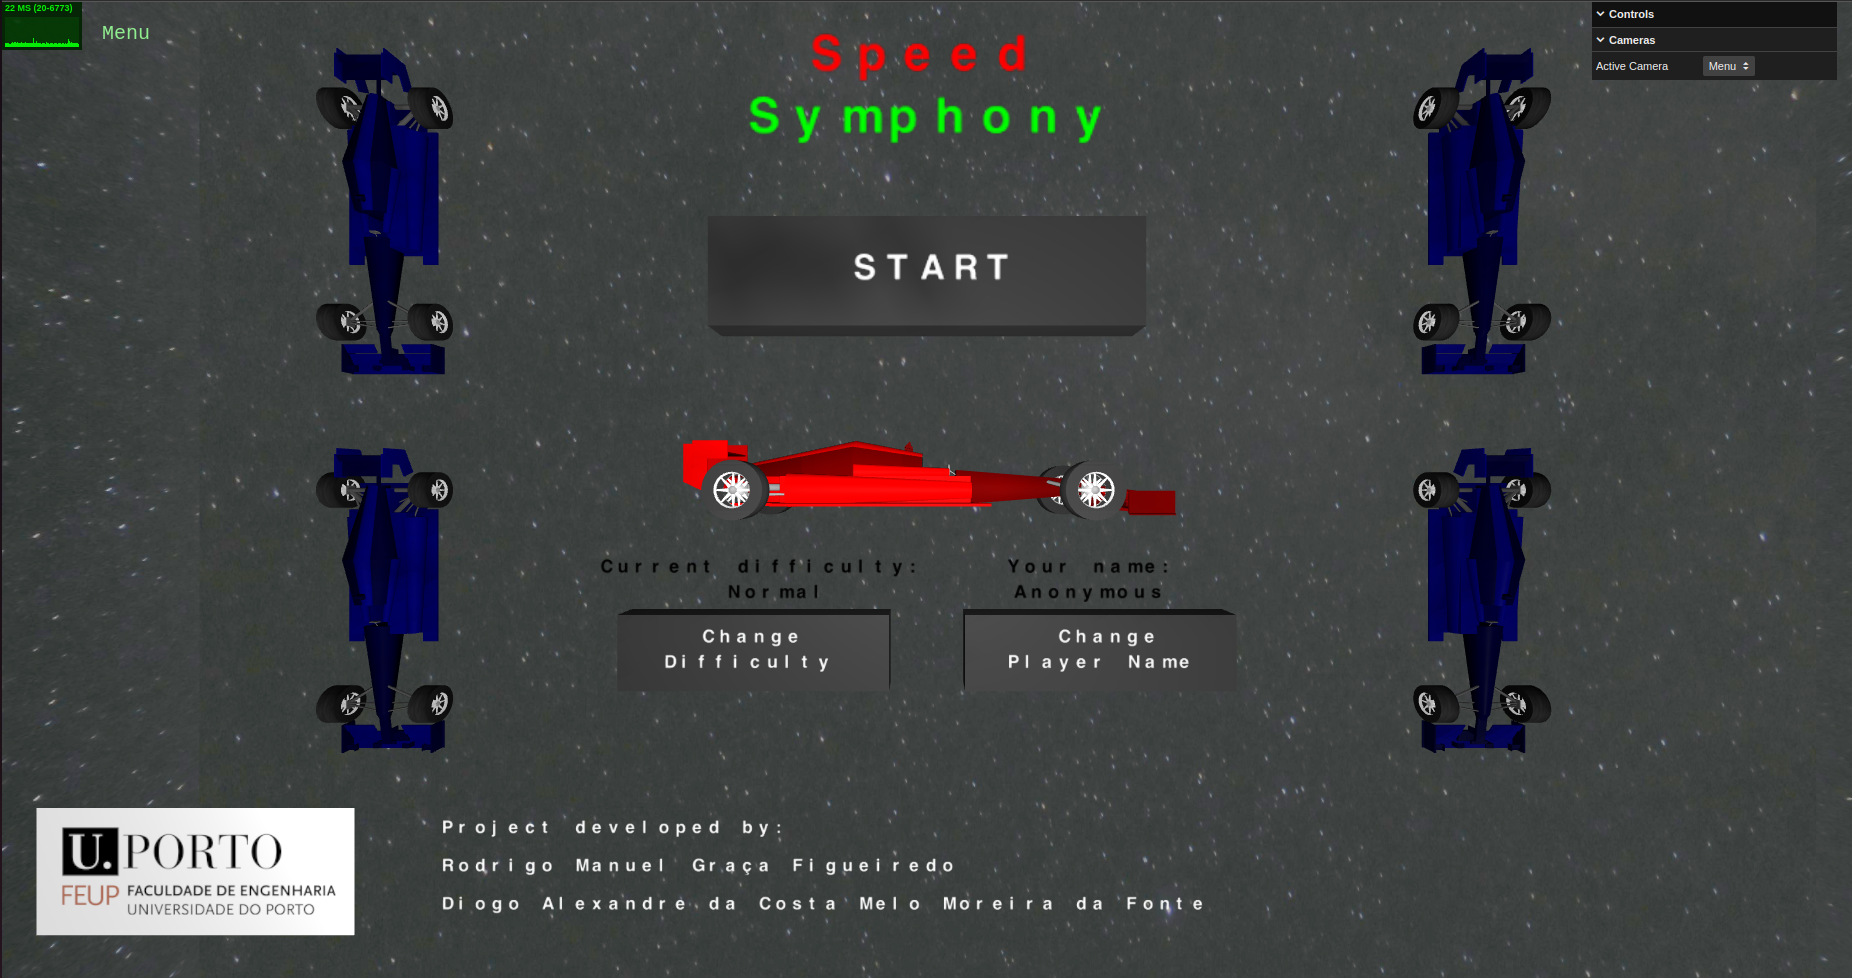 22 MS (20-6773)
Menu
Controls
Cameras
Active Camera
Menu
Speed
Symphony
START
Current difficulty:
Normal
Your name:
Anonymous
Change
Difficulty
Change
Player Name
Project developed by:
Rodrigo Manuel Graça Figueiredo
Diogo Alexandre da Costa Melo Moreira da Fonte
U.PORTO
FEUP FACULDADE DE ENGENHARIA
UNIVERSIDADE DO PORTO